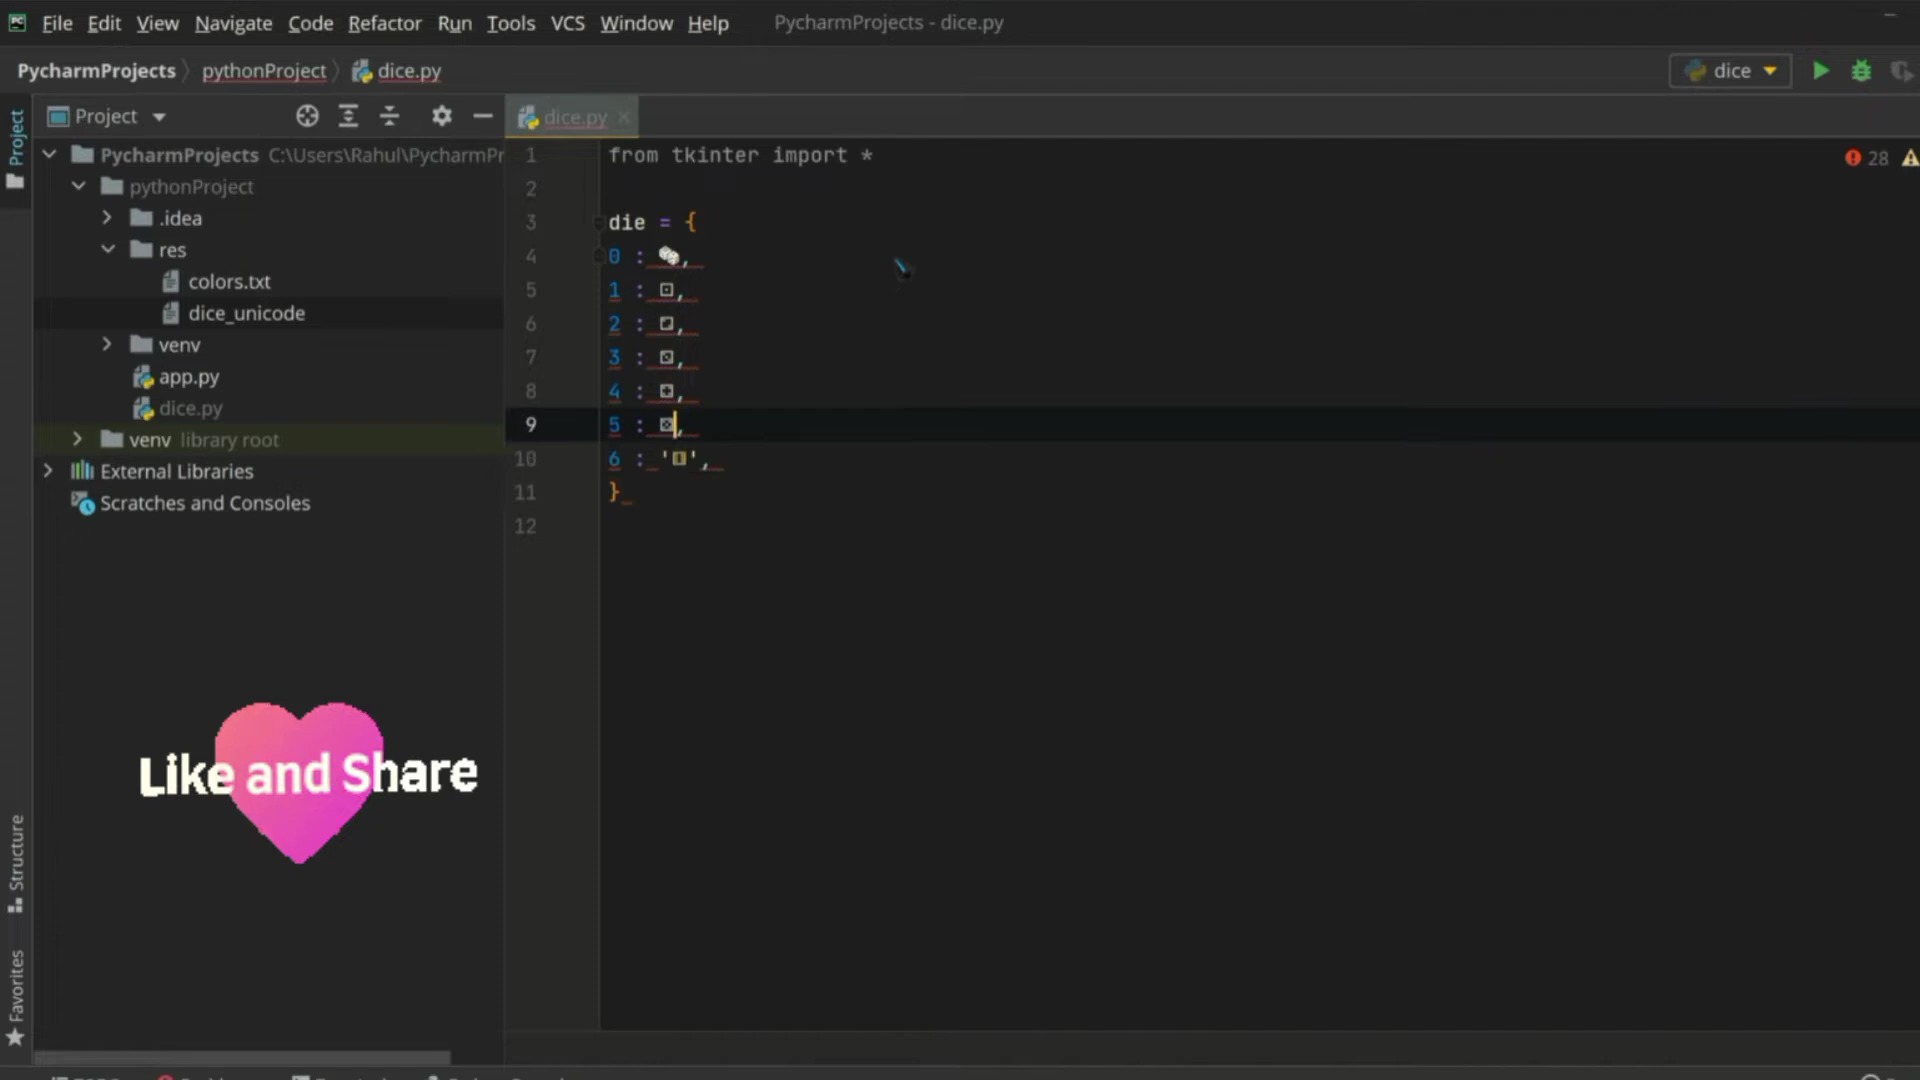 File Edit View Navigate Code Refactor Run Tools VCS Window Help PycharmProjects - dice.py
PycharmProjects pythonProject dice.py dice
Project
Project
dice.py
PycharmProjects C:\Users\Rahul\PycharmPr
pythonProject
.idea
res
colors.txt
dice_unicode
venv
app.py
dice.py
venv library root
External Libraries
Scratches and Consoles
1 from tkinter import *
2
3 die = {
4 0 : 🎲,
5 1 : ⚀,
6 2 : ⚁,
7 3 : ⚂,
8 4 : ⚃,
9 5 : ⚄,
10 6 : '⚅',
11 }
12
28
Like and Share
Structure
Favorites